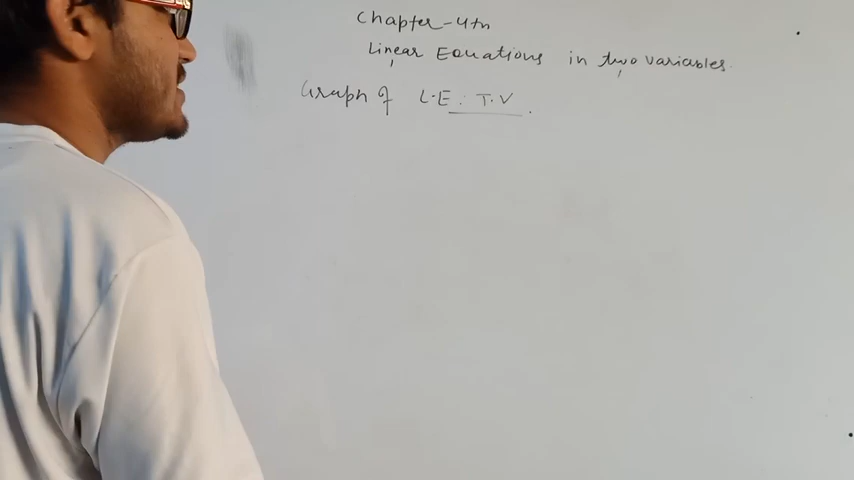 Chapter-4th
Linear Equations in two variables.
Graph of L.E: T.V.